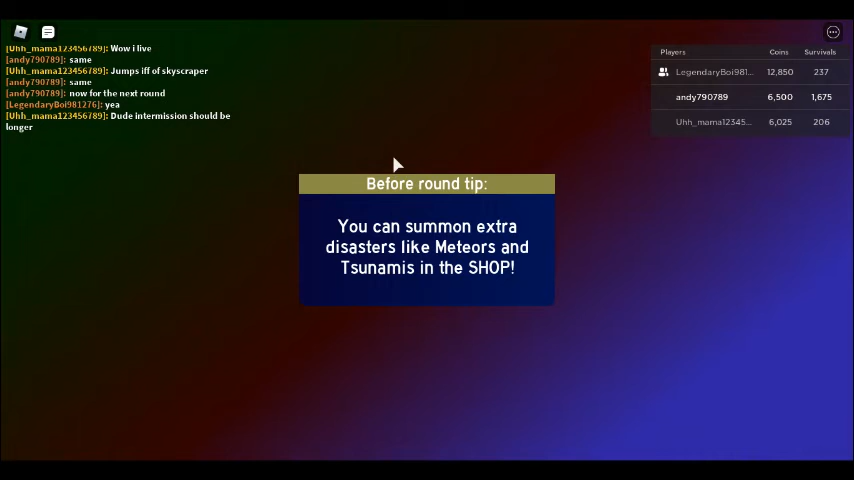 [Uhh_mama123456789]: Wow i live
[andy790789]: same
[Uhh_mama123456789]: Jumps iff of skyscraper
[andy790789]: same
[andy790789]: now for the next round
[LegendaryBoi981276]: yea
[Uhh_mama123456789]: Dude intermission should be
longer
Players Coins Survivals
LegendaryBoi981... 12,850 237
andy790789 6,500 1,675
Uhh_mama12345... 6,025 206
Before round tip:
You can summon extra
disasters like Meteors and
Tsunamis in the SHOP!